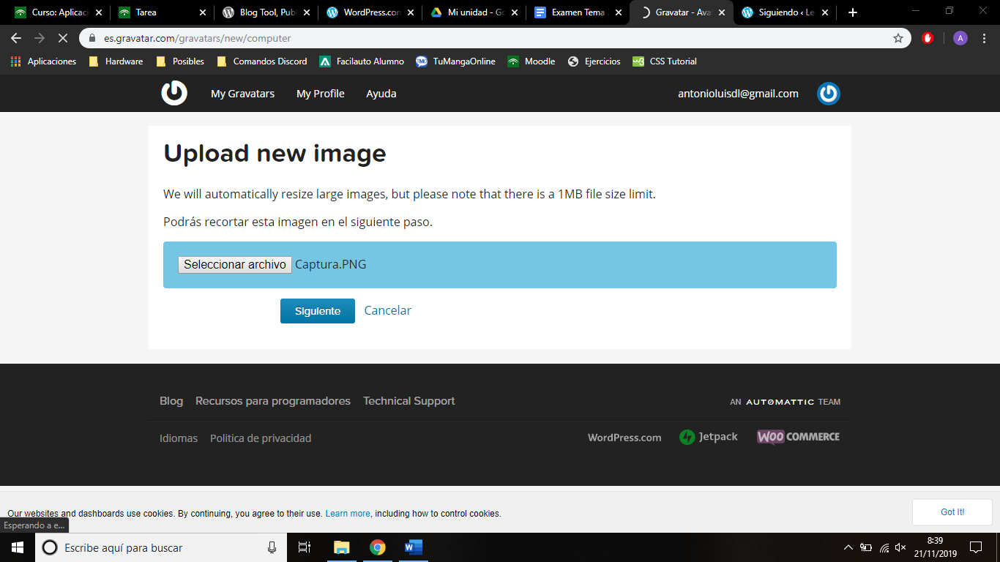 Curso: Aplicaci
Tarea
Blog Tool, Publ
WordPress.com
Mi unidad - Go
Examen Tema 2
Gravatar - Avat
Siguiendo ‹ Le
es.gravatar.com/gravatars/new/computer
A
Aplicaciones
Hardware
Posibles
Comandos Discord
Facilauto Alumno
TuMangaOnline
Moodle
Ejercicios
CSS Tutorial
My Gravatars
My Profile
Ayuda
antonioluisdl@gmail.com
Upload new image
We will automatically resize large images, but please note that there is a 1MB file size limit.
Podrás recortar esta imagen en el siguiente paso.
Seleccionar archivo Captura.PNG
Siguiente
Cancelar
Blog
Recursos para programadores
Technical Support
AN AUTOMATTIC TEAM
Idiomas
Politica de privacidad
WordPress.com
Jetpack
WOO COMMERCE
Our websites and dashboards use cookies. By continuing, you agree to their use. Learn more, including how to control cookies.
Got It!
Esperando a e...
Escribe aquí para buscar
8:39
21/11/2019